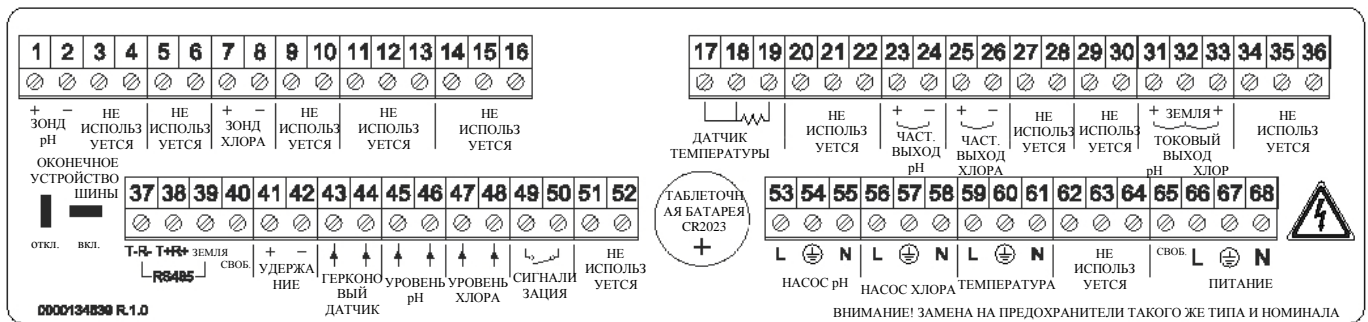 1 2 3 4 5 6 7 8 9 10 11 12 13 14 15 16
+ − ЗОНД pH
НЕ ИСПОЛЬЗ УЕТСЯ
НЕ ИСПОЛЬЗ УЕТСЯ
+ − ЗОНД ХЛОРА
НЕ ИСПОЛЬЗ УЕТСЯ
НЕ ИСПОЛЬЗ УЕТСЯ
НЕ ИСПОЛЬЗ УЕТСЯ
17 18 19 20 21 22 23 24 25 26 27 28 29 30 31 32 33 34 35 36
ДАТЧИК ТЕМПЕРАТУРЫ
НЕ ИСПОЛЬЗ УЕТСЯ
+ − ЧАСТ. ВЫХОД pH
+ − ЧАСТ. ВЫХОД ХЛОРА
НЕ ИСПОЛЬЗ УЕТСЯ
НЕ ИСПОЛЬЗ УЕТСЯ
+ ЗЕМЛЯ +
ТОКОВЫЙ ВЫХОД
pH ХЛОР
НЕ ИСПОЛЬЗ УЕТСЯ
ОКОНЕЧНОЕ
УСТРОЙСТВО
ШИНЫ
ОТКЛ. ВКЛ.
37 38 39 40 41 42 43 44 45 46 47 48 49 50 51 52
T-R- T+R+ ЗЕМЛЯ
RS485
СВОБ.
+ − УДЕРЖА НИЕ
ГЕРКОНО ВЫЙ ДАТЧИК
УРОВЕНЬ pH
УРОВЕНЬ ХЛОРА
СИГНАЛИ ЗАЦИЯ
НЕ ИСПОЛЬЗ УЕТСЯ
ТАБЛЕТОЧН
АЯ БАТАРЕЯ
CR2023
+
53 54 55 56 57 58 59 60 61 62 63 64 65 66 67 68
L N НАСОС pH
L N НАСОС ХЛОРА
L N ТЕМПЕРАТУРА
НЕ ИСПОЛЬЗ УЕТСЯ
СВОБ.
L N ПИТАНИЕ
0000134539 R.1.0
ВНИМАНИЕ! ЗАМЕНА НА ПРЕДОХРАНИТЕЛИ ТАКОГО ЖЕ ТИПА И НОМИНАЛА